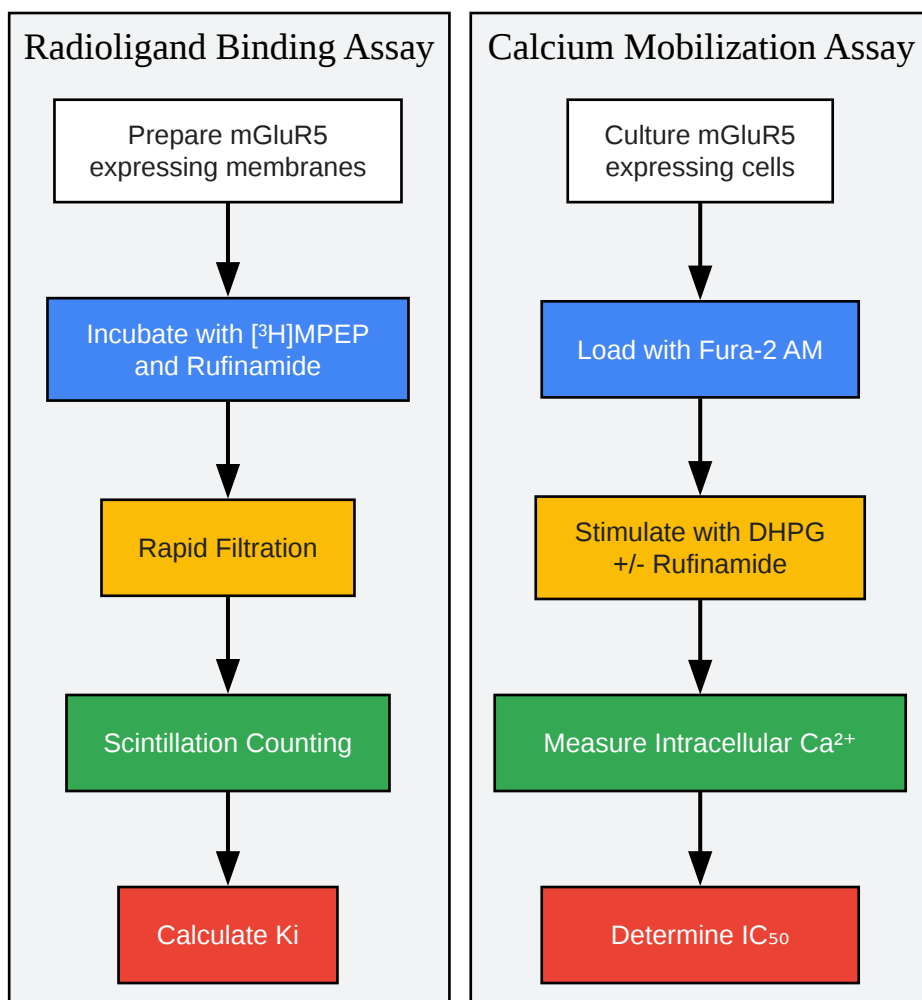 Radioligand Binding Assay
Prepare mGluR5
expressing membranes
Incubate with [³H]MPEP
and Rufinamide
Rapid Filtration
Scintillation Counting
Calculate Ki
Calcium Mobilization Assay
Culture mGluR5
expressing cells
Load with Fura-2 AM
Stimulate with DHPG
+/- Rufinamide
Measure Intracellular Ca²⁺
Determine IC₅₀